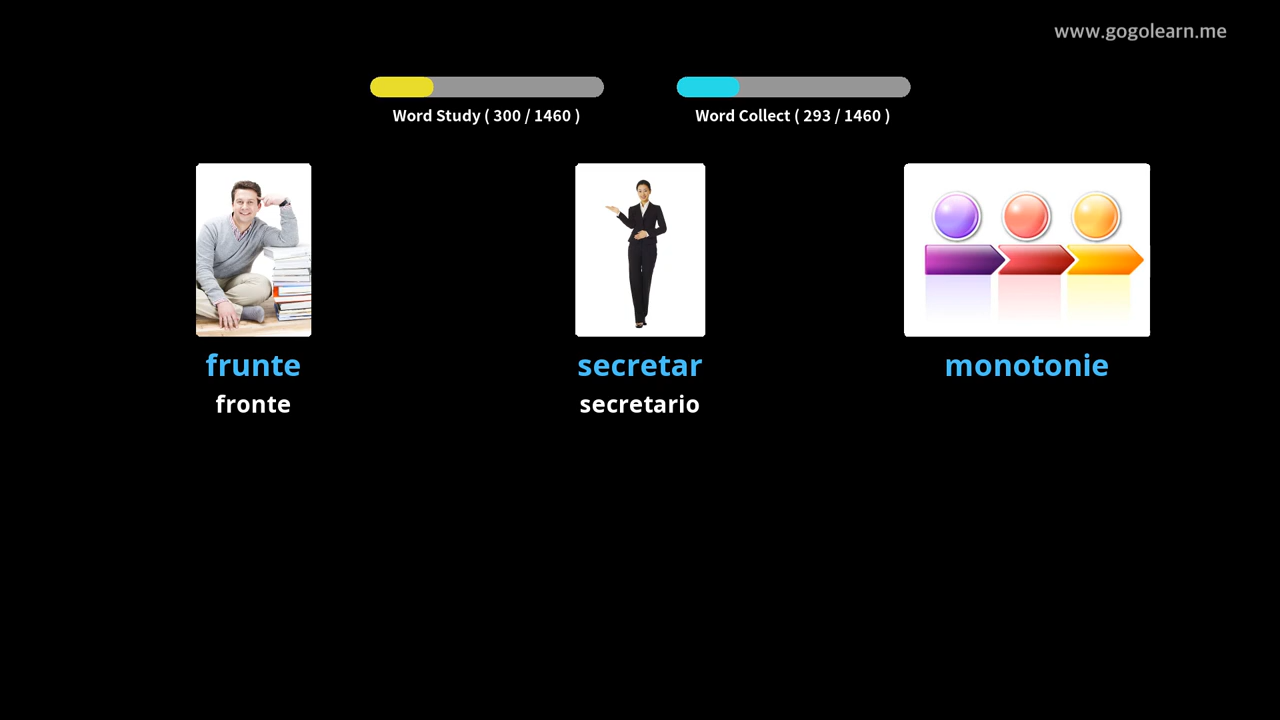 www.gogolearn.me
Word Study ( 300 / 1460 )
Word Collect ( 293 / 1460 )
frunte
fronte
secretar
secretario
monotonie